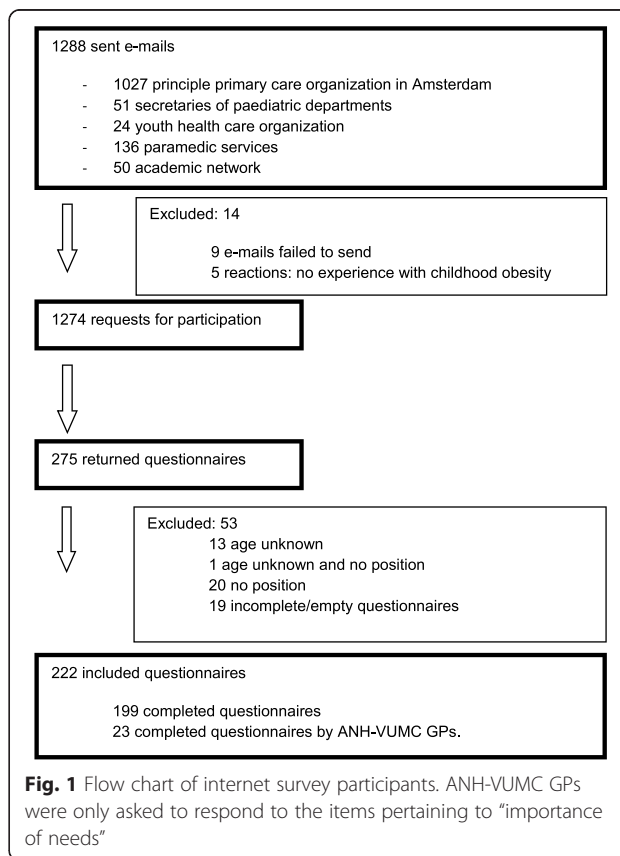 1288 sent e-mails
- 1027 principle primary care organization in Amsterdam
- 51 secretaries of paediatric departments
- 24 youth health care organization
- 136 paramedic services
- 50 academic network
Excluded: 14
9 e-mails failed to send
5 reactions: no experience with childhood obesity
1274 requests for participation
275 returned questionnaires
Excluded: 53
13 age unknown
1 age unknown and no position
20 no position
19 incomplete/empty questionnaires
222 included questionnaires
199 completed questionnaires
23 completed questionnaires by ANH-VUMC GPs.
Fig. 1 Flow chart of internet survey participants. ANH-VUMC GPs
were only asked to respond to the items pertaining to “importance
of needs”